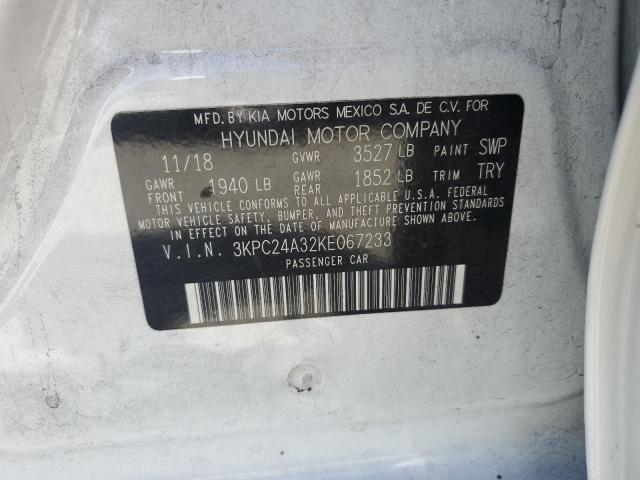 MFD. BY KIA MOTORS MEXICO S.A. DE C.V. FOR
HYUNDAI MOTOR COMPANY
11/18 GVWR 3527 LB PAINT SWP
GAWR FRONT 1940 LB GAWR REAR 1852 LB TRIM TRY
THIS VEHICLE CONFORMS TO ALL APPLICABLE U.S.A. FEDERAL
MOTOR VEHICLE SAFETY, BUMPER, AND THEFT PREVENTION STANDARDS
IN EFFECT ON THE DATE OF MANUFACTURE SHOWN ABOVE.
V.I.N. 3KPC24A32KE067233
PASSENGER CAR